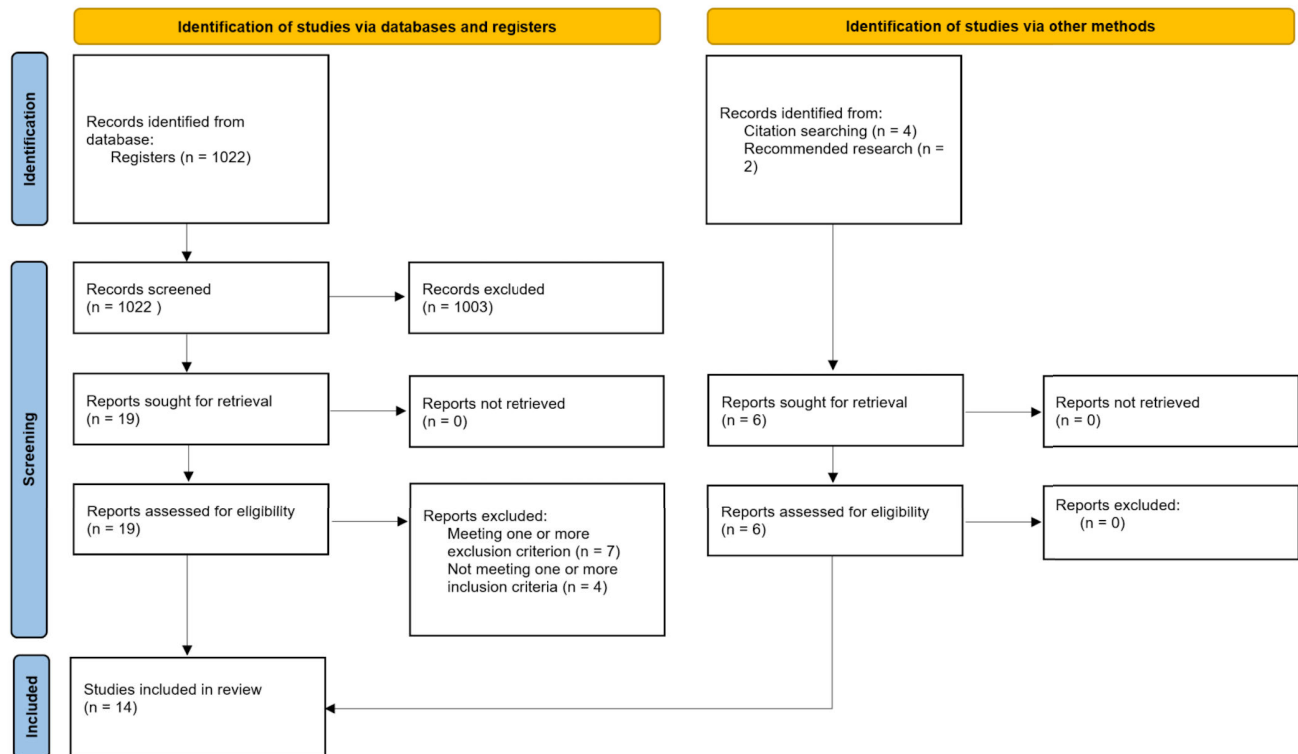 Identification of studies via databases and registers
Identification of studies via other methods
Identification
Records identified from
database:
Registers (n = 1022)
Records identified from:
Citation searching (n = 4)
Recommended research (n =
2)
Screening
Records screened
(n = 1022 )
Records excluded
(n = 1003)
Reports sought for retrieval
(n = 19)
Reports not retrieved
(n = 0)
Reports sought for retrieval
(n = 6)
Reports not retrieved
(n = 0)
Reports assessed for eligibility
(n = 19)
Reports excluded:
Meeting one or more
exclusion criterion (n = 7)
Not meeting one or more
inclusion criteria (n = 4)
Reports assessed for eligibility
(n = 6)
Reports excluded:
(n = 0)
Included
Studies included in review
(n = 14)